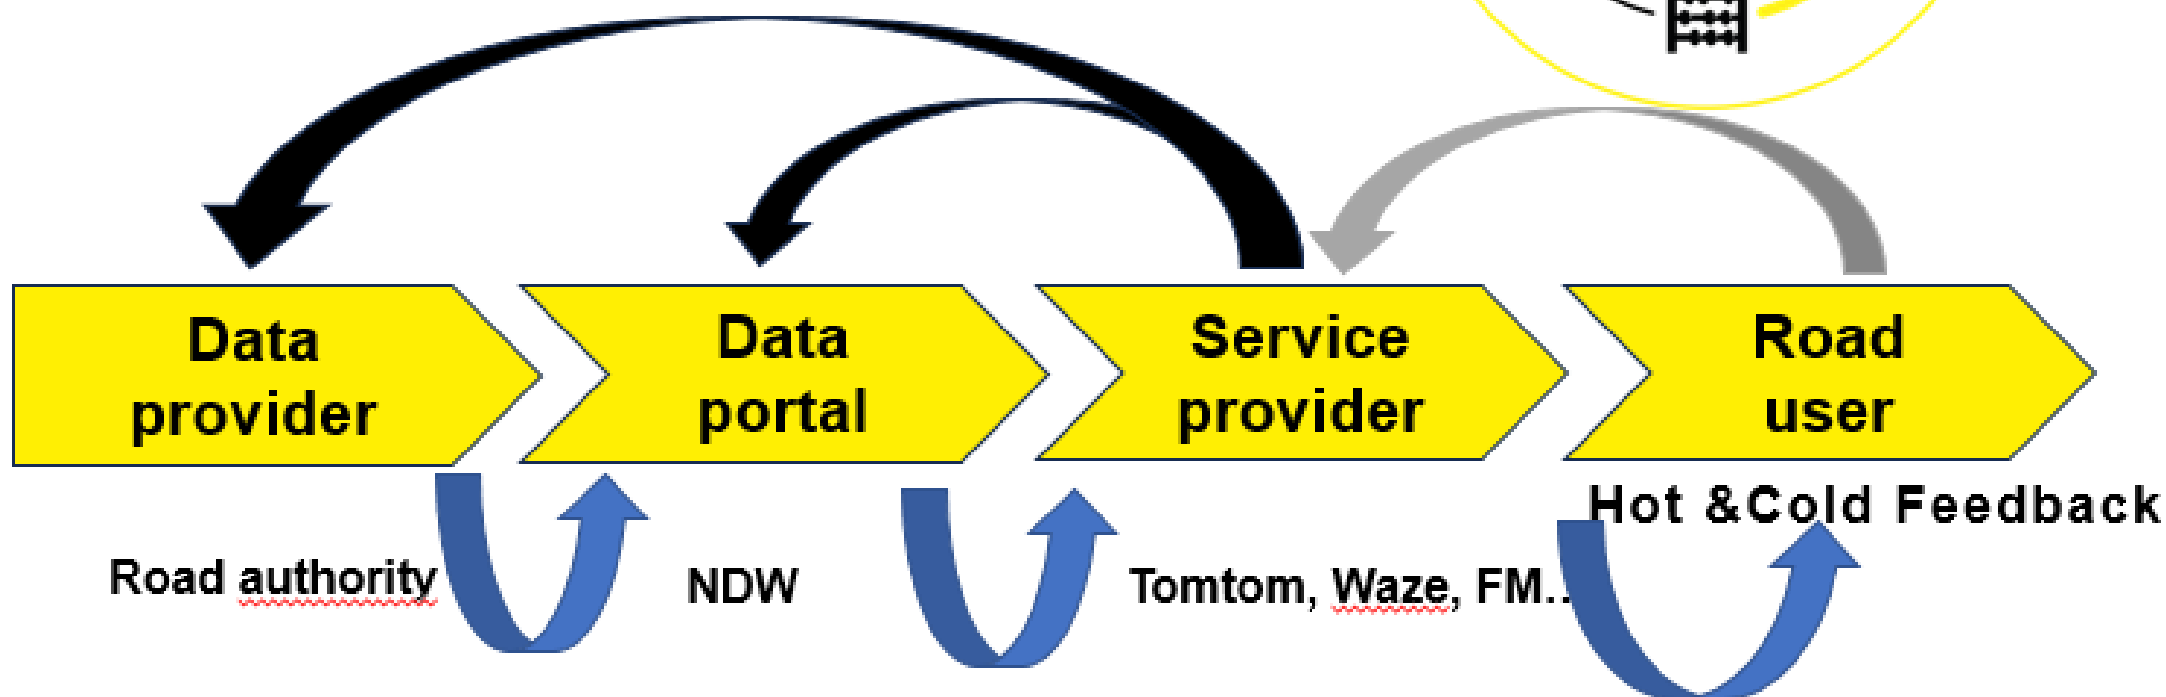 Data
provider
Data
portal
Service
provider
Road
user
Hot &Cold Feedback
Road authority
NDW
Tomtom, Waze, FM..